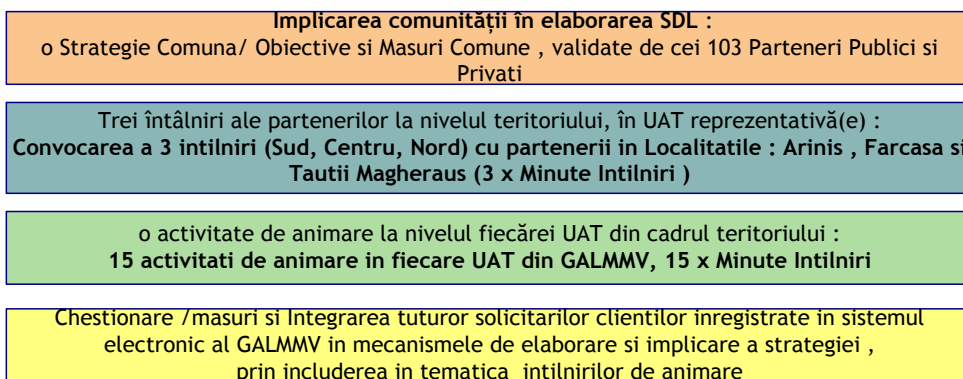 Implicarea comunității în elaborarea SDL :
o Strategie Comuna/ Obiective si Masuri Comune , validate de cei 103 Parteneri Publici si
Privati
Trei întâlniri ale partenerilor la nivelul teritoriului, în UAT reprezentativă(e) :
Convocarea a 3 intilniri (Sud, Centru, Nord) cu partenerii in Localitatile : Arinis , Farcasa si
Tautii Magheraus (3 x Minute Intilniri )
o activitate de animare la nivelul fiecărei UAT din cadrul teritoriului :
15 activitati de animare in fiecare UAT din GALMMV, 15 x Minute Intilniri
Chestionare /masuri si Integrarea tuturor solicitarilor clientilor inregistrate in sistemul
electronic al GALMMV in mecanismele de elaborare si implicare a strategiei ,
prin includerea in tematica intilnirilor de animare